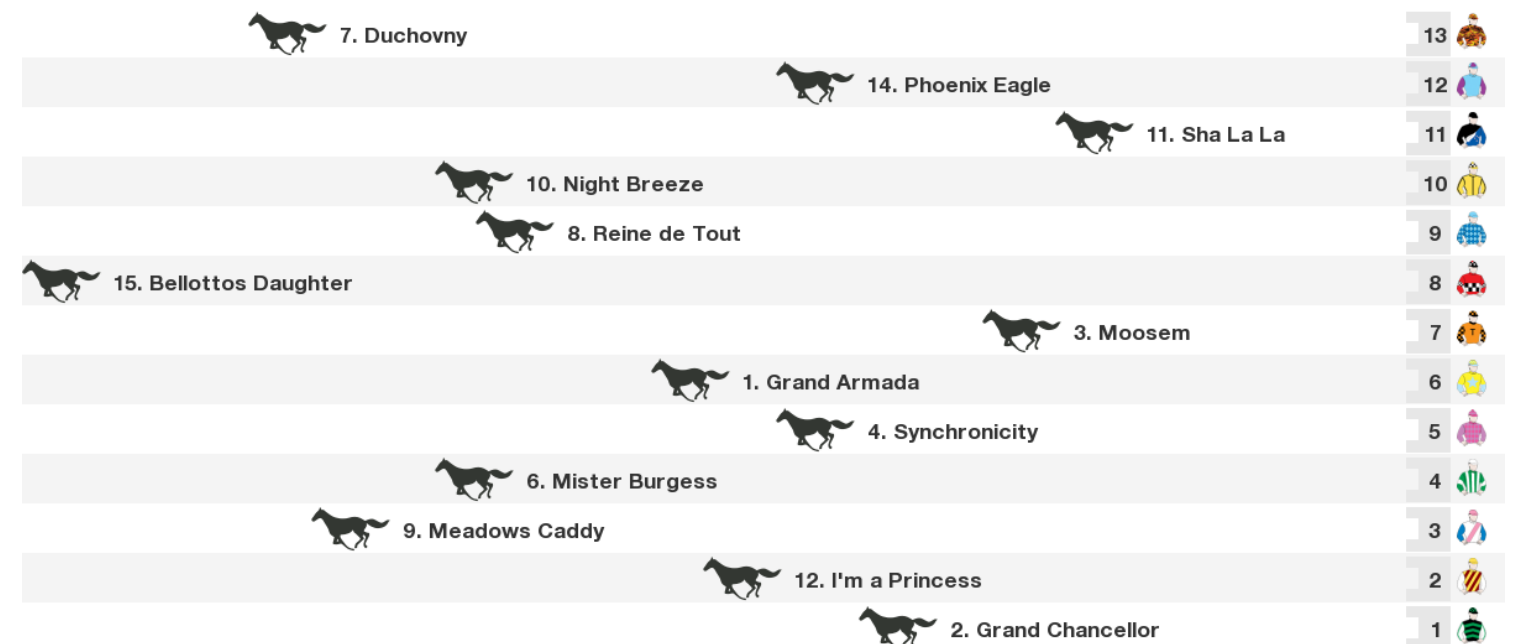 7. Duchovny 13
14. Phoenix Eagle 12
11. Sha La La 11
10. Night Breeze 10
8. Reine de Tout 9
15. Bellottos Daughter 8
3. Moosem 7
1. Grand Armada 6
4. Synchronicity 5
6. Mister Burgess 4
9. Meadows Caddy 3
12. I'm a Princess 2
2. Grand Chancellor 1